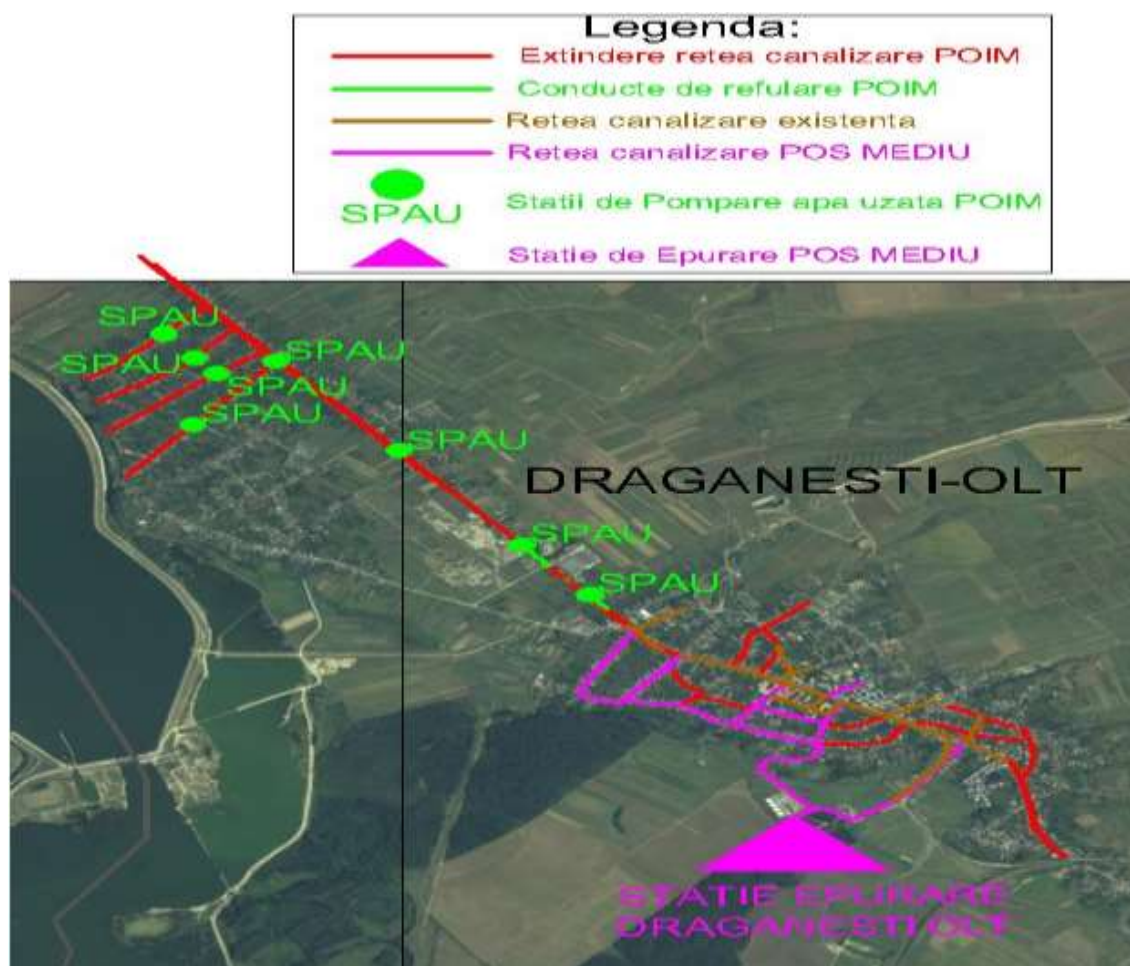 Legenda:
Extindere retea canalizare POIM
Conducte de refulare POIM
Retea canalizare existenta
Retea canalizare POS MEDIU
SPAU
Statii de Pompare apa uzata POIM
Statie de Epurare POS MEDIU
SPAU
SPAU
SPAU
SPAU
SPAU
SPAU
DRAGANESTI-OLT
SPAU
SPAU
STATIE EPURARE
DRAGANESTI OLT